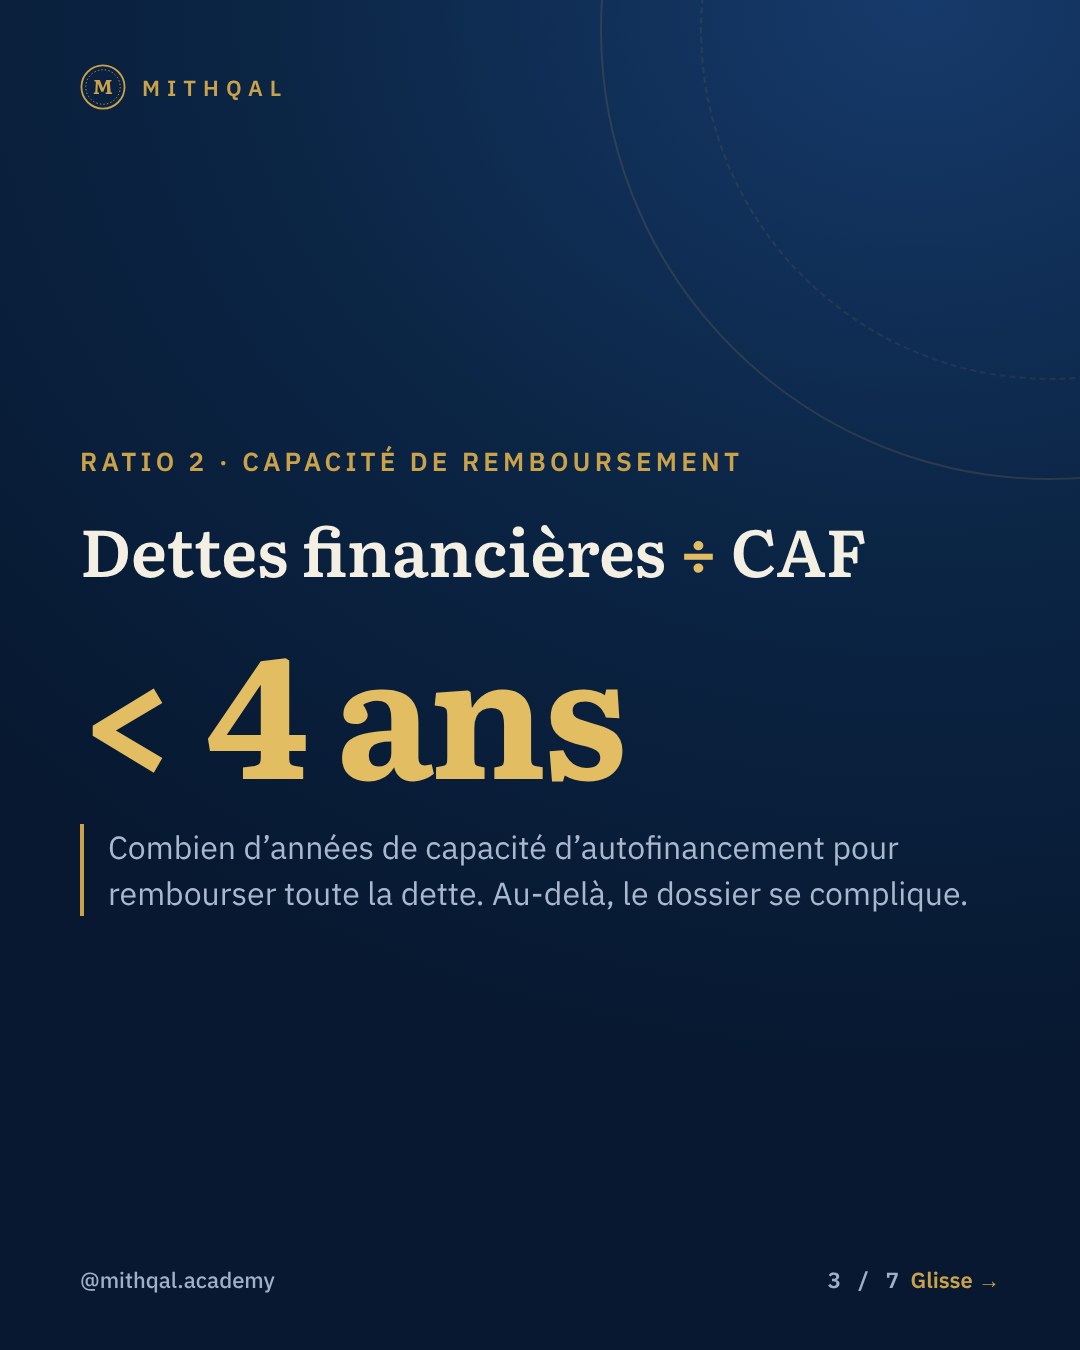 M MITHQAL
RATIO 2 · CAPACITÉ DE REMBOURSEMENT
Dettes financières ÷ CAF
< 4 ans
Combien d’années de capacité d’autofinancement pour
rembourser toute la dette. Au-delà, le dossier se complique.
@mithqal.academy
3 / 7 Glisse →